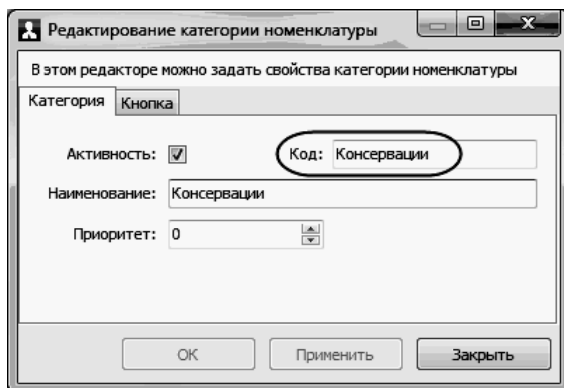 Редактирование категории номенклатуры
В этом редакторе можно задать свойства категории номенклатуры
Категория Кнопка
Активность: Код: Консервации
Наименование: Консервации
Приоритет: 0
ОК Применить Закрыть